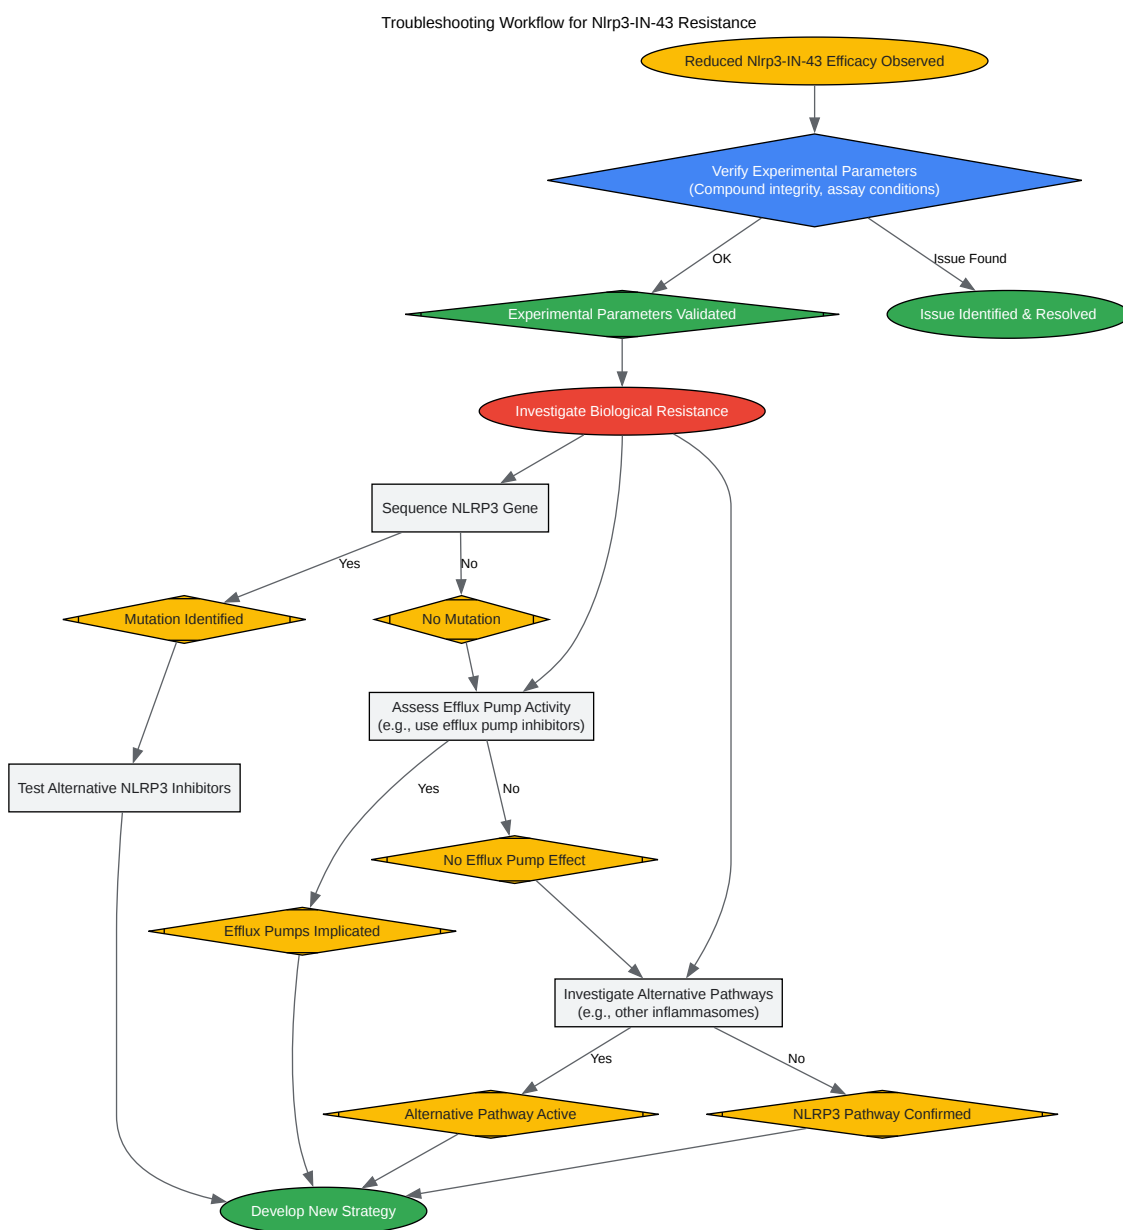 Troubleshooting Workflow for Nlrp3-IN-43 Resistance
Reduced Nlrp3-IN-43 Efficacy Observed
Verify Experimental Parameters
(Compound integrity, assay conditions)
OK
Issue Found
Experimental Parameters Validated
Issue Identified & Resolved
Investigate Biological Resistance
Sequence NLRP3 Gene
Yes
No
Mutation Identified
No Mutation
Assess Efflux Pump Activity
(e.g., use efflux pump inhibitors)
Test Alternative NLRP3 Inhibitors
Yes
No
No Efflux Pump Effect
Efflux Pumps Implicated
Investigate Alternative Pathways
(e.g., other inflammasomes)
Yes
No
Alternative Pathway Active
NLRP3 Pathway Confirmed
Develop New Strategy